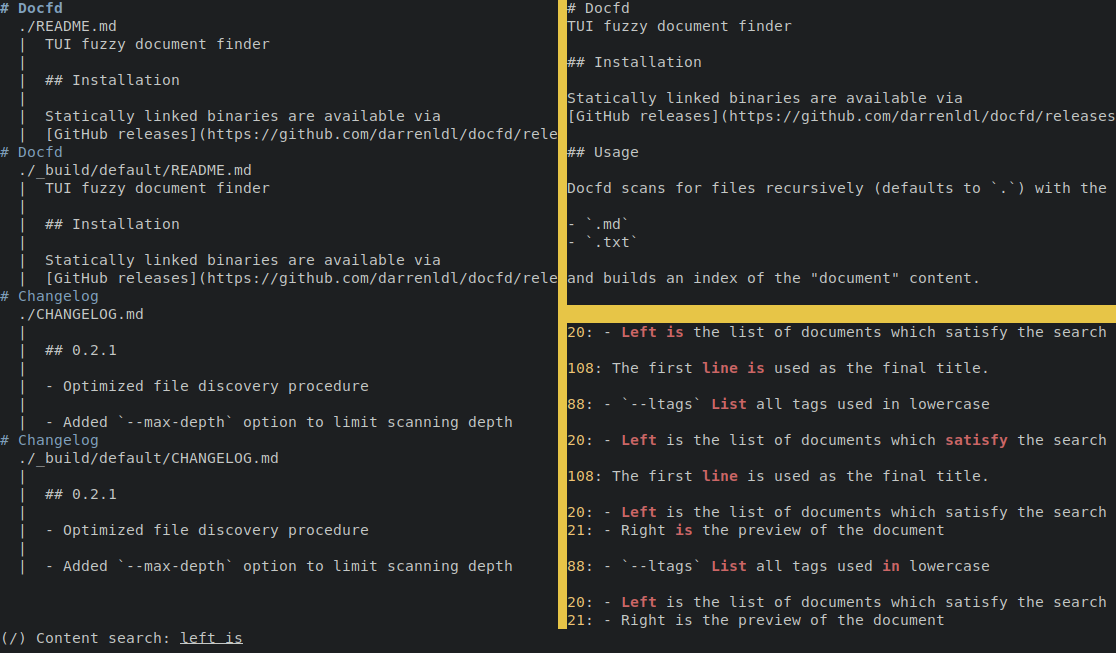 # Docfd
./README.md
| TUI fuzzy document finder
|
| ## Installation
|
| Statically linked binaries are available via
| [GitHub releases](https://github.com/darrenldl/docfd/rele
# Docfd
./_build/default/README.md
| TUI fuzzy document finder
|
| ## Installation
|
| Statically linked binaries are available via
| [GitHub releases](https://github.com/darrenldl/docfd/rele
# Changelog
./CHANGELOG.md
|
| ## 0.2.1
|
| - Optimized file discovery procedure
|
| - Added `--max-depth` option to limit scanning depth
# Changelog
./_build/default/CHANGELOG.md
|
| ## 0.2.1
|
| - Optimized file discovery procedure
|
| - Added `--max-depth` option to limit scanning depth
# Docfd
TUI fuzzy document finder
## Installation
Statically linked binaries are available via
[GitHub releases](https://github.com/darrenldl/docfd/releases
## Usage
Docfd scans for files recursively (defaults to `.`) with the
- `.md`
- `.txt`
and builds an index of the "document" content.
20: - Left is the list of documents which satisfy the search
108: The first line is used as the final title.
88: - `--ltags` List all tags used in lowercase
20: - Left is the list of documents which satisfy the search
108: The first line is used as the final title.
20: - Left is the list of documents which satisfy the search
21: - Right is the preview of the document
88: - `--ltags` List all tags used in lowercase
20: - Left is the list of documents which satisfy the search
21: - Right is the preview of the document
(/) Content search: left is